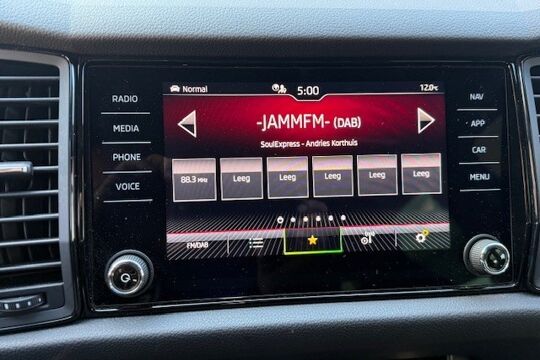 Normal
5:00
12.0°C
-JAMMFM- (DAB)
SoulExpress - Andries Korthuis
88.3 MHz
Leeg
Leeg
Leeg
Leeg
Leeg
FM/DAB
RADIO
MEDIA
PHONE
VOICE
NAV
APP
CAR
MENU